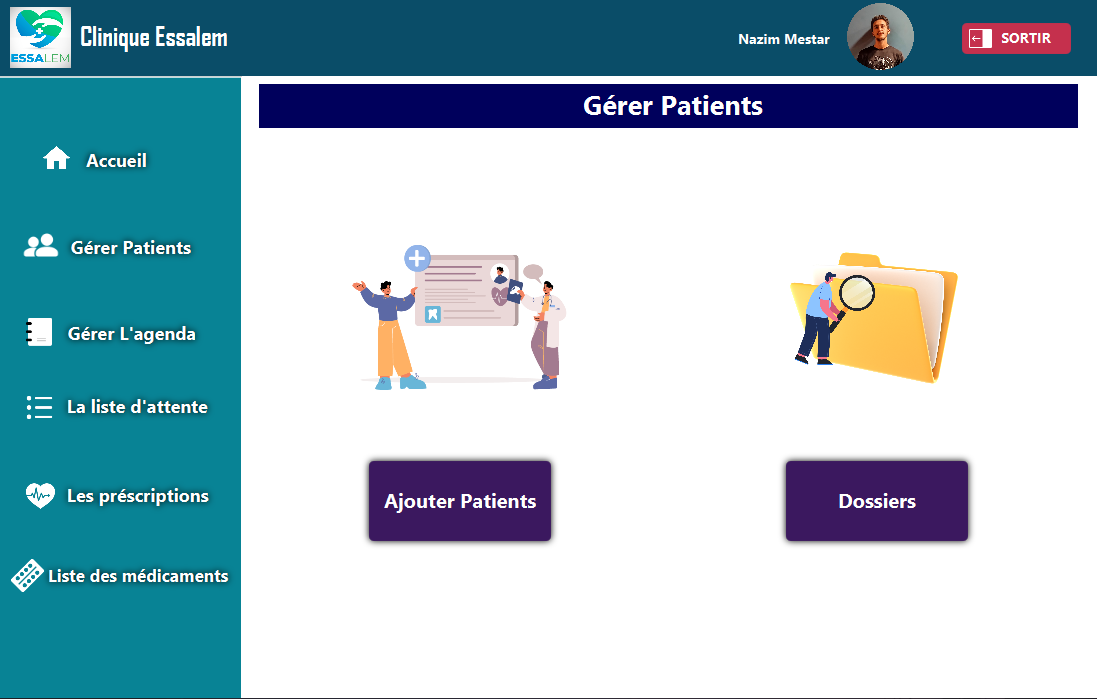 ESSALEM
Clinique Essalem
Nazim Mestar
SORTIR
Gérer Patients
Accueil
Gérer Patients
Gérer L'agenda
La liste d'attente
Les préscriptions
Liste des médicaments
Ajouter Patients
Dossiers